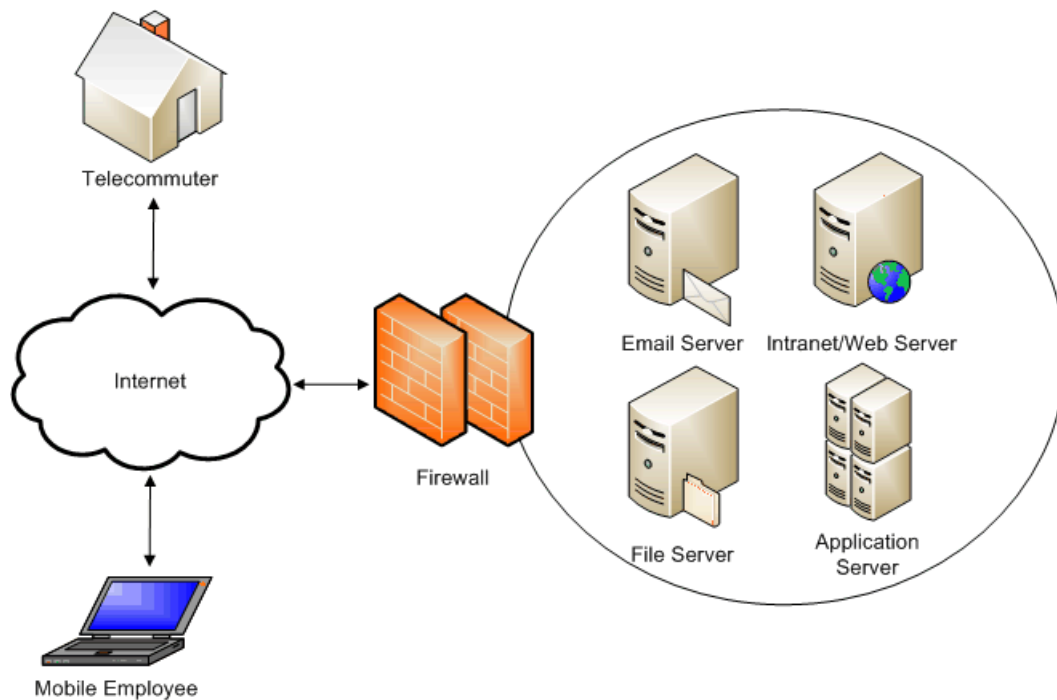 Telecommuter
Internet
Firewall
Email Server
Intranet/Web Server
File Server
Application
Server
Mobile Employee